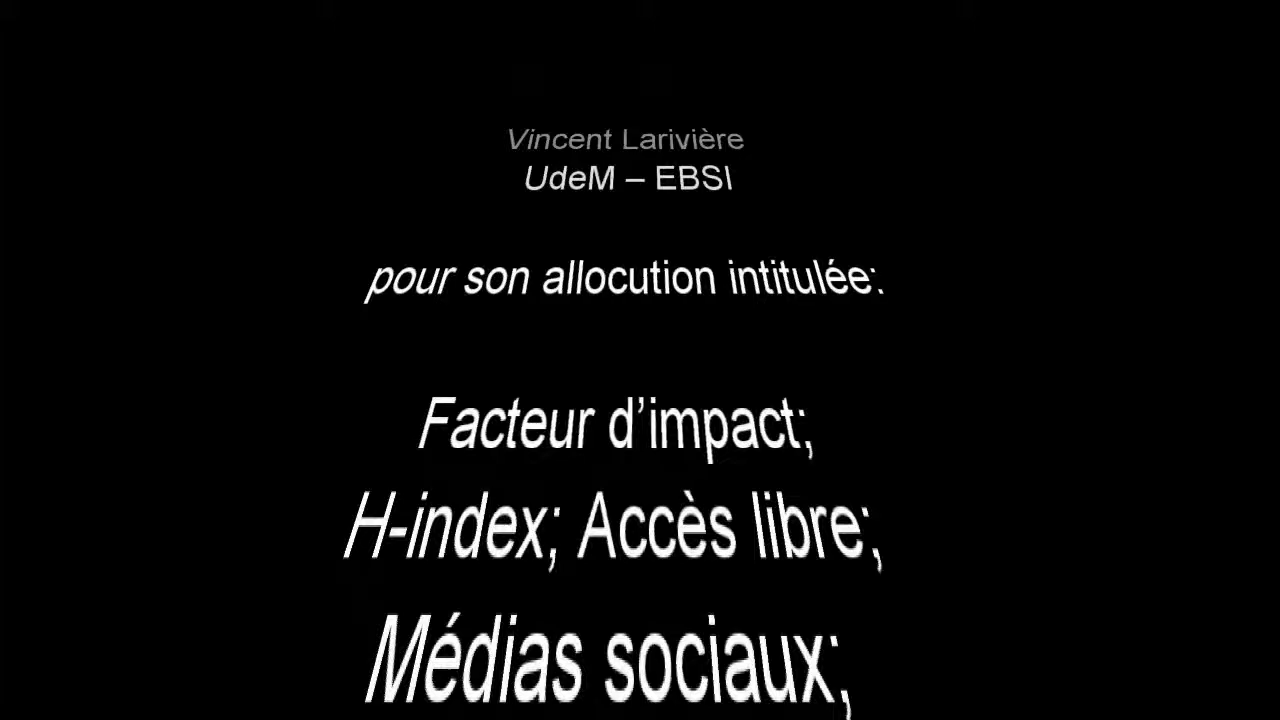 Vincent Larivière
UdeM – EBSI
pour son allocution intitulée:
Facteur d’impact;
H-index; Accès libre;
Médias sociaux;